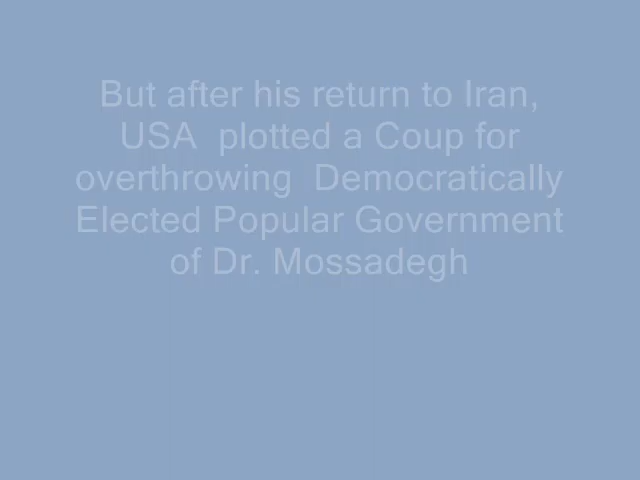 But after his return to Iran,
USA  plotted a Coup for
overthrowing  Democratically
Elected Popular Government
of Dr. Mossadegh